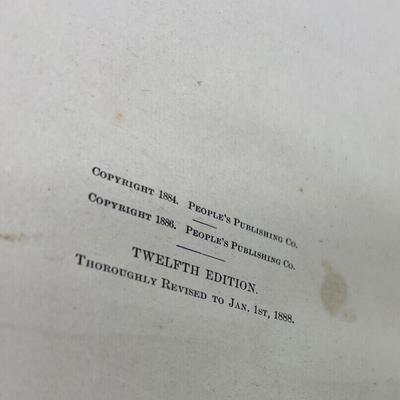 COPYRIGHT 1884. PEOPLE'S PUBLISHING CO.
COPYRIGHT 1886. PEOPLE'S PUBLISHING CO.
TWELFTH EDITION.
THOROUGHLY REVISED TO JAN. 1ST, 1888.